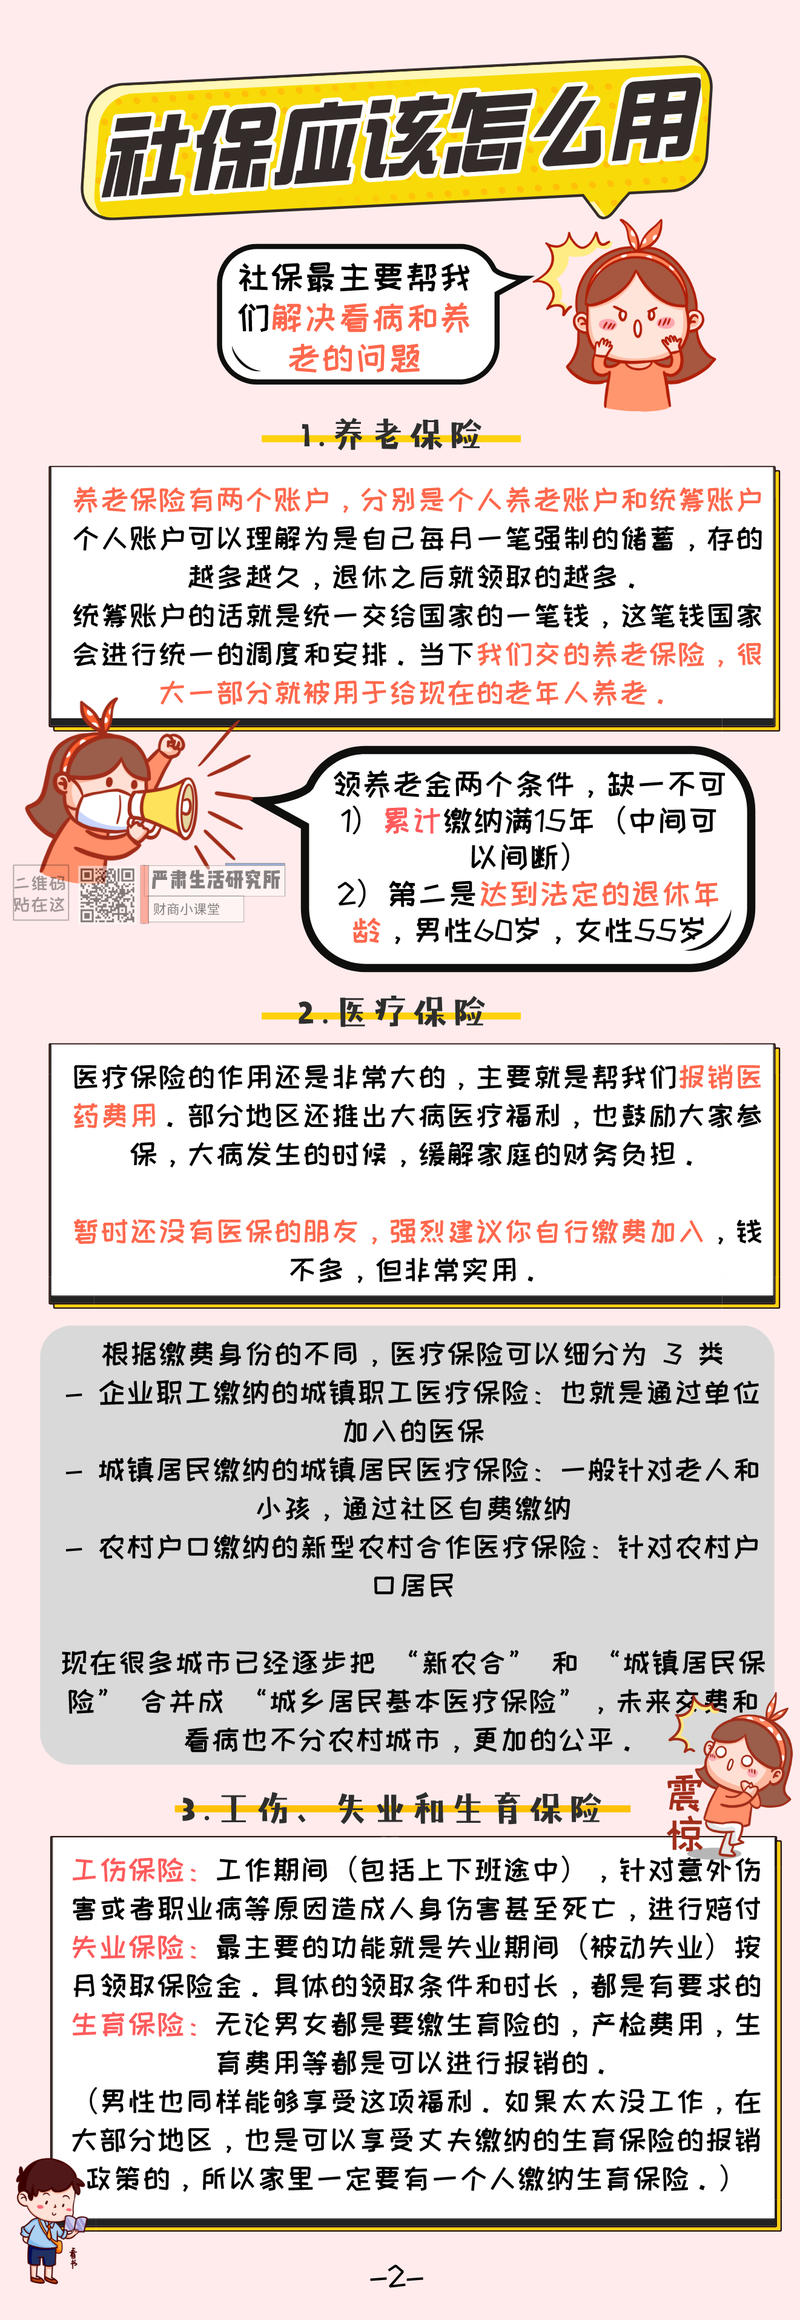 社保应该怎么用
社保最主要帮我
们解决看病和养
老的问题
1.养老保险
养老保险有两个账户，分别是个人养老账户和统筹账户
个人账户可以理解为是自己每月一笔强制的储蓄，存的
越多越久，退休之后就领取的越多．
统筹账户的话就是统一交给国家的一笔钱，这笔钱国家
会进行统一的调度和安排．当下我们交的养老保险，很
大一部分就被用于给现在的老年人养老．
领养老金两个条件，缺一不可
1）累计缴纳满15年（中间可
以间断）
2）第二是达到法定的退休年
龄，男性60岁，女性55岁
二维码
贴在这
严肃生活研究所
财商小课堂
2.医疗保险
医疗保险的作用还是非常大的，主要就是帮我们报销医
药费用．部分地区还推出大病医疗福利，也鼓励大家参
保，大病发生的时候，缓解家庭的财务负担．
暂时还没有医保的朋友，强烈建议你自行缴费加入，钱
不多，但非常实用．
根据缴费身份的不同，医疗保险可以细分为 3 类
- 企业职工缴纳的城镇职工医疗保险：也就是通过单位
加入的医保
- 城镇居民缴纳的城镇居民医疗保险：一般针对老人和
小孩，通过社区自费缴纳
- 农村户口缴纳的新型农村合作医疗保险：针对农村户
口居民
现在很多城市已经逐步把 “新农合” 和 “城镇居民保
险” 合并成 “城乡居民基本医疗保险”，未来交费和
看病也不分农村城市，更加的公平．
震
惊
3.工伤、失业和生育保险
工伤保险：工作期间（包括上下班途中），针对意外伤
害或者职业病等原因造成人身伤害甚至死亡，进行赔付
失业保险：最主要的功能就是失业期间（被动失业）按
月领取保险金．具体的领取条件和时长，都是有要求的
生育保险：无论男女都是要缴生育险的，产检费用，生
育费用等都是可以进行报销的．
（男性也同样能够享受这项福利．如果太太没工作，在
大部分地区，也是可以享受丈夫缴纳的生育保险的报销
政策的，所以家里一定要有一个人缴纳生育保险．）
看书
-2-